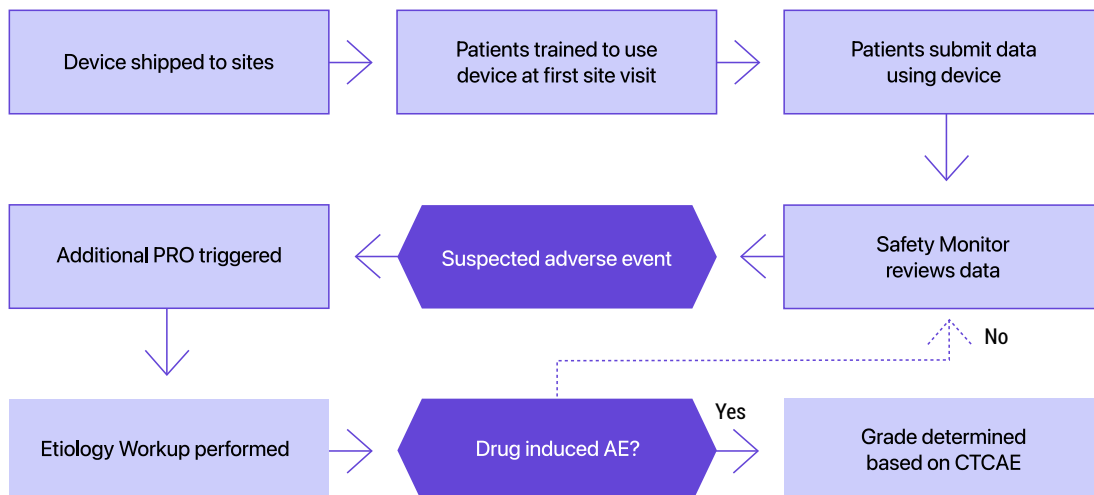 Device shipped to sites
Patients trained to use
device at first site visit
Patients submit data
using device
Safety Monitor
reviews data
Suspected adverse event
Additional PRO triggered
Etiology Workup performed
Drug induced AE?
No
Yes
Grade determined
based on CTCAE